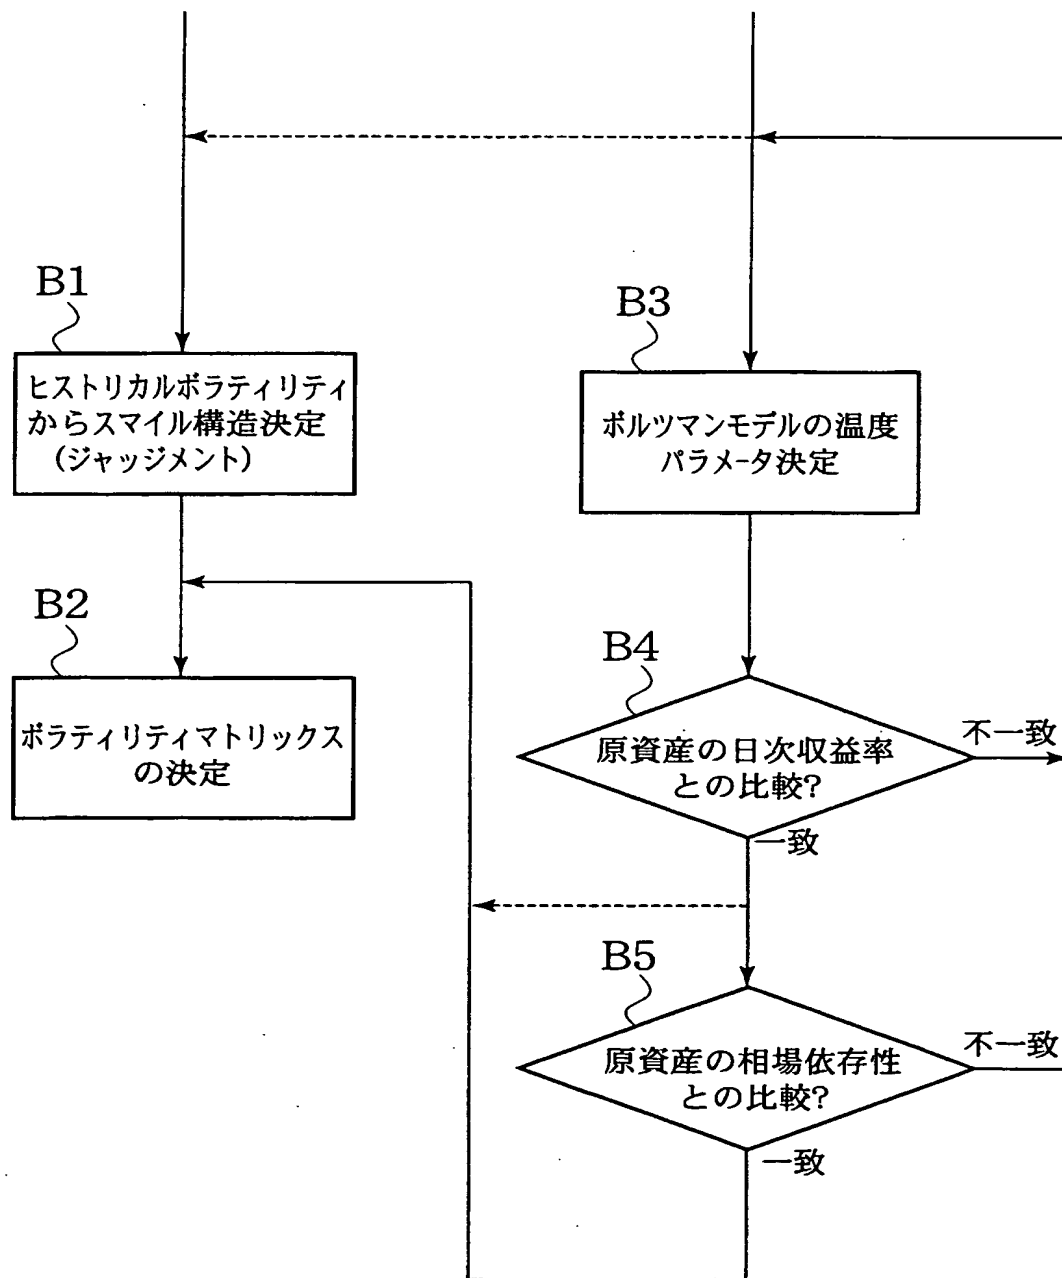 B1
ヒストリカルボラティリティ
からスマイル構造決定
(ジャッジメント)
B2
ボラティリティマトリックス
の決定
B3
ボルツマンモデルの温度
パラメータ決定
B4
原資産の日次収益率
との比較?
不一致
一致
B5
原資産の相場依存性
との比較?
不一致
一致